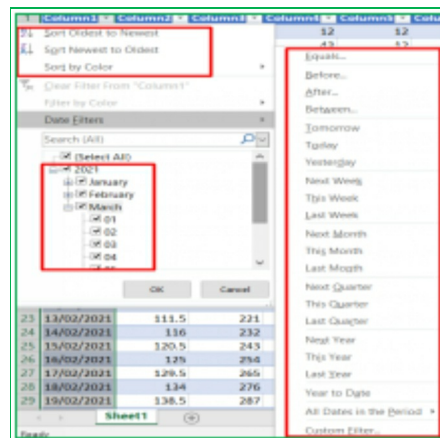 Column1 Column2 Column3 Column4 Column5
Sort Oldest to Newest
Sort Newest to Oldest
Sort by Color
Clear Filter From "Column1"
Filter by Color
Date Filters
Search (All)
(Select All)
2021
January
February
March
01
02
03
04
OK Cancel
12 12
Equals...
Before...
After...
Between...
Tomorrow
Today
Yesterday
Next Week
This Week
Last Week
Next Month
This Month
Last Month
Next Quarter
This Quarter
Last Quarter
Next Year
This Year
Last Year
Year to Date
All Dates in the Period
Custom Filter...
23 13/02/2021 111.5 221
24 14/02/2021 116 232
25 15/02/2021 120.5 243
26 16/02/2021 125 254
27 17/02/2021 129.5 265
28 18/02/2021 134 276
29 19/02/2021 138.5 287
Sheet1
Ready